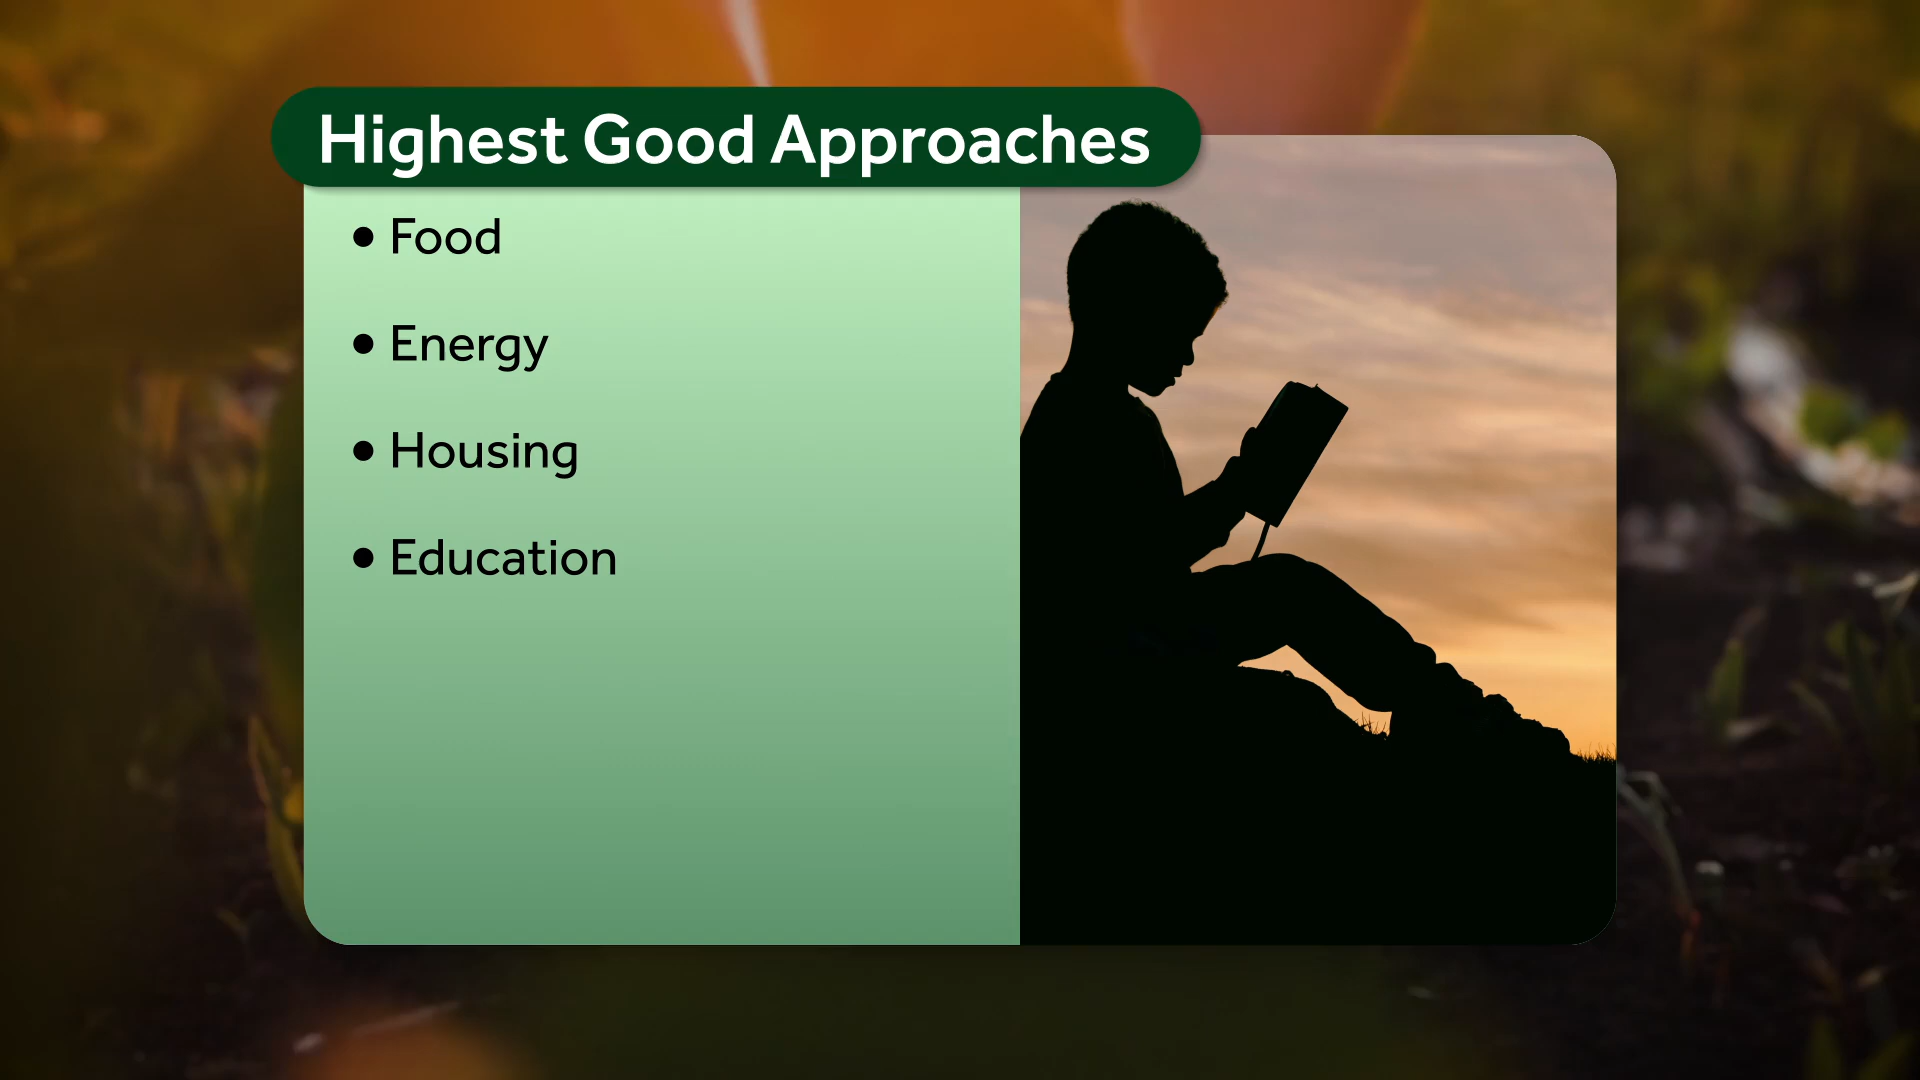 Highest Good Approaches
• Food
• Energy
• Housing
• Education